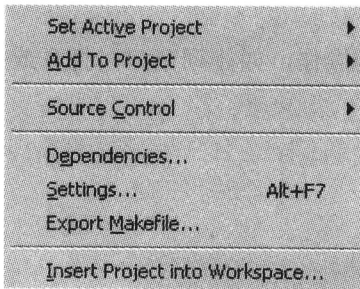 Set Active Project
Add To Project
Source Control
Dependencies...
Settings... Alt+F7
Export Makefile...
Insert Project into Workspace...